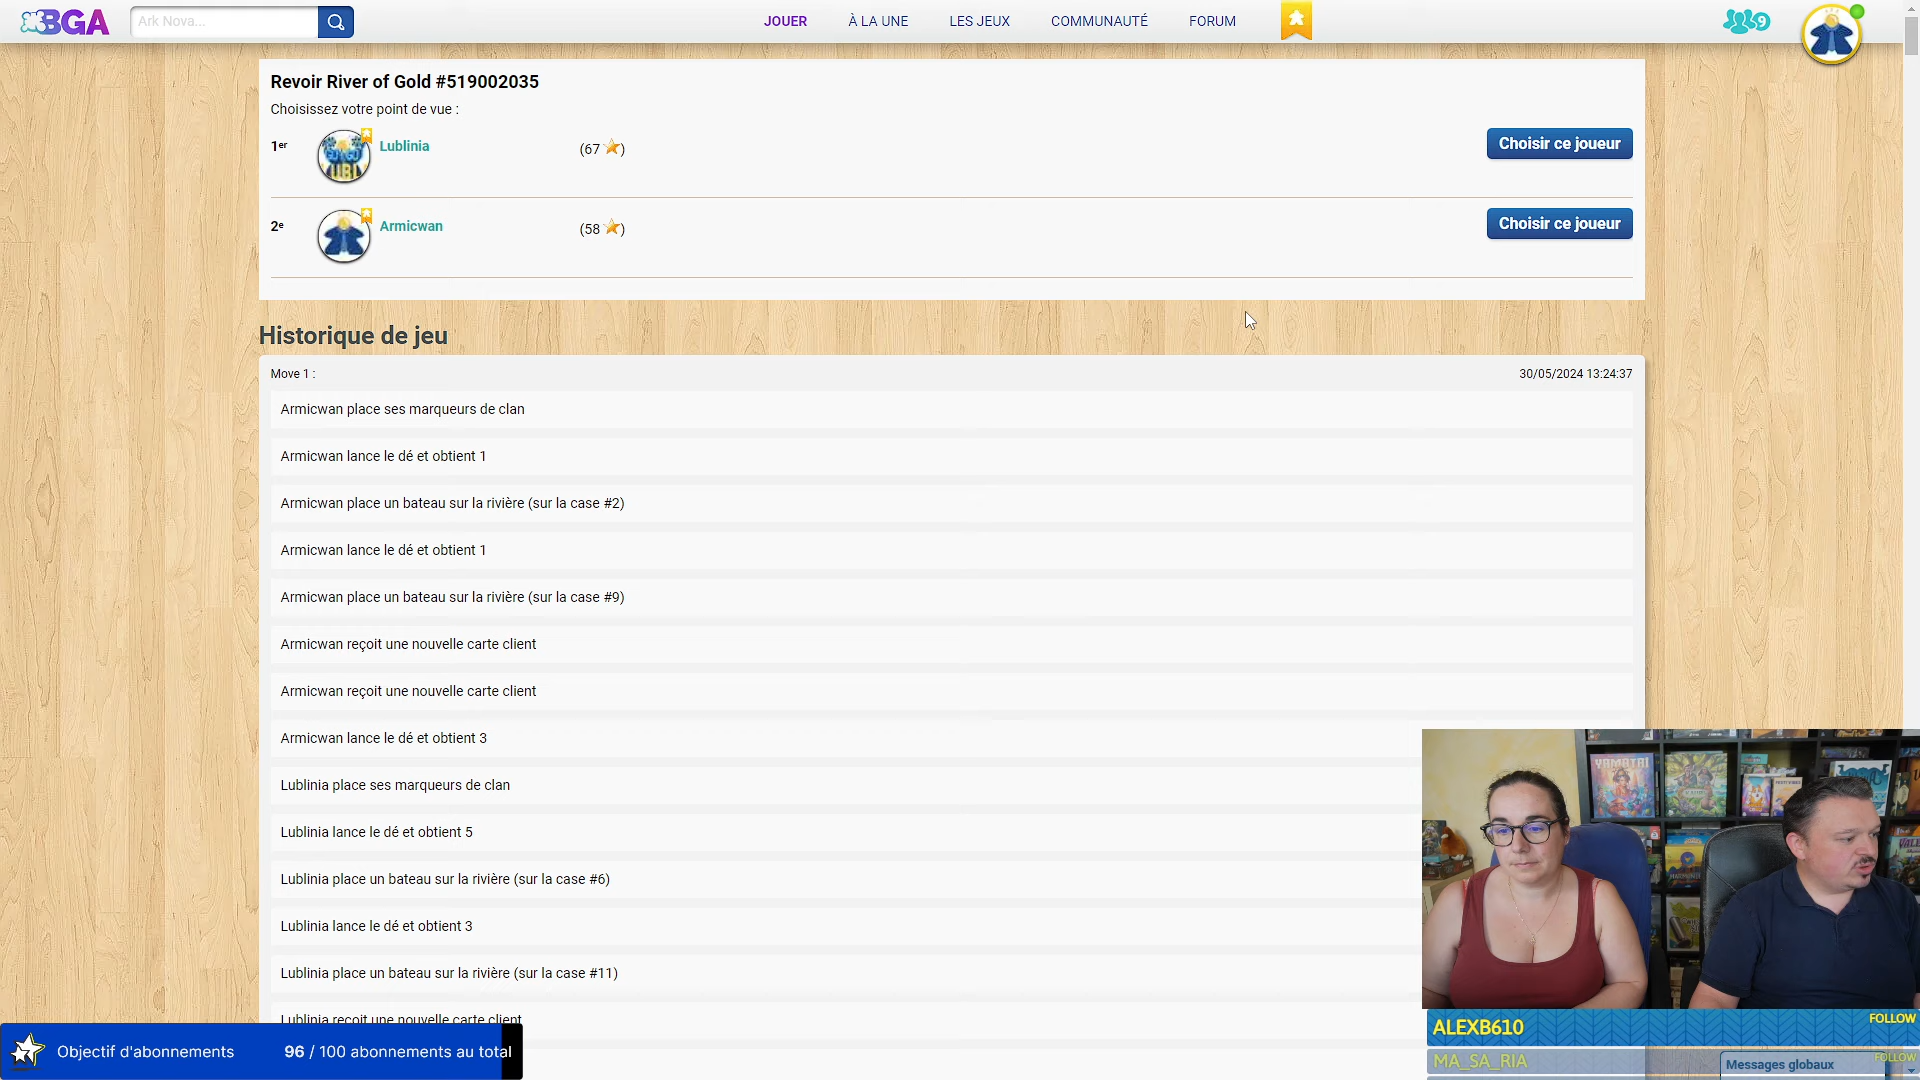 BGA
Ark Nova...
JOUER
À LA UNE
LES JEUX
COMMUNAUTÉ
FORUM
9
Revoir River of Gold #519002035
Choisissez votre point de vue :
1er
Lublinia
(67 )
Choisir ce joueur
2e
Armicwan
(58 )
Choisir ce joueur
Historique de jeu
Move 1 :
30/05/2024 13:24:37
Armicwan place ses marqueurs de clan
Armicwan lance le dé et obtient 1
Armicwan place un bateau sur la rivière (sur la case #2)
Armicwan lance le dé et obtient 1
Armicwan place un bateau sur la rivière (sur la case #9)
Armicwan reçoit une nouvelle carte client
Armicwan reçoit une nouvelle carte client
Armicwan lance le dé et obtient 3
Lublinia place ses marqueurs de clan
Lublinia lance le dé et obtient 5
Lublinia place un bateau sur la rivière (sur la case #6)
Lublinia lance le dé et obtient 3
Lublinia place un bateau sur la rivière (sur la case #11)
Lublinia reçoit une nouvelle carte client
YAMATAI
Objectif d'abonnements
96 / 100 abonnements au total
ALEXB610
FOLLOW
MA_SA_RIA
FOLLOW
Messages globaux